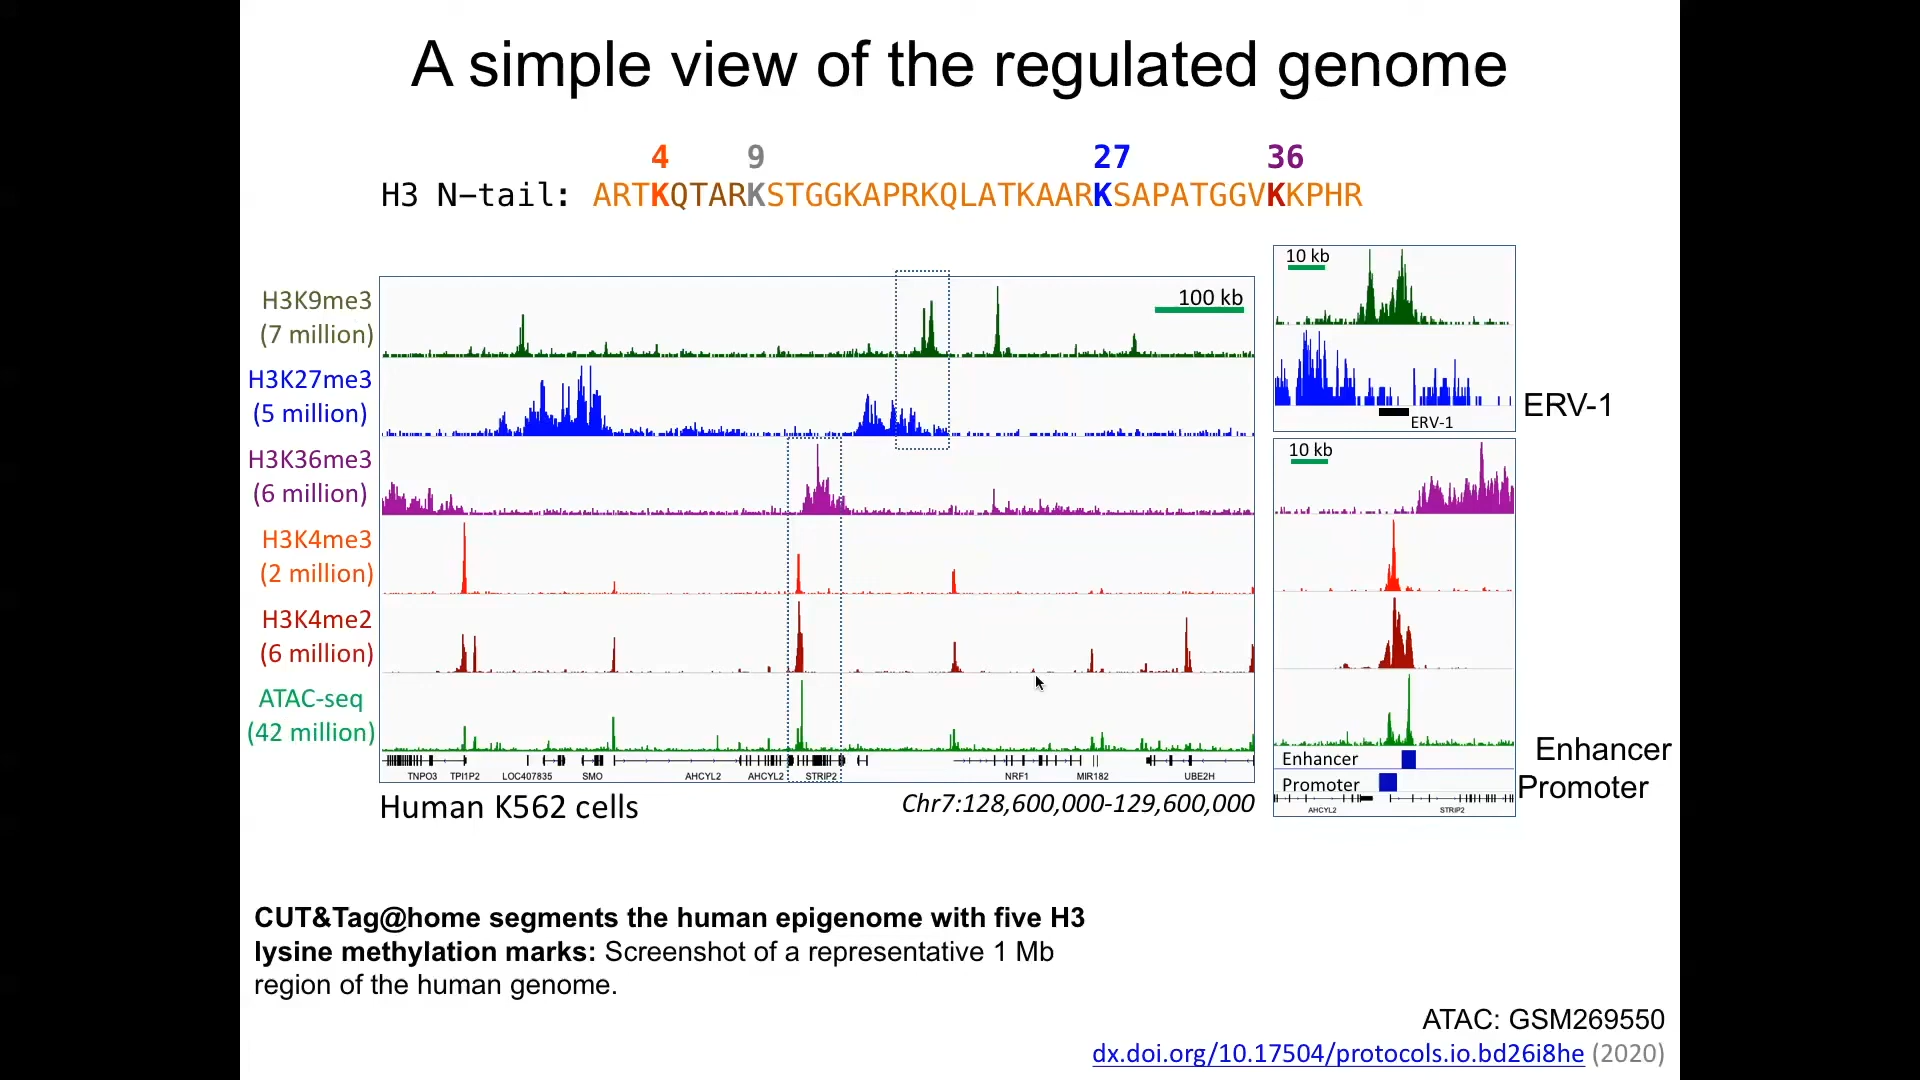 A simple view of the regulated genome
4 9 27 36
H3 N-tail: ARTKQTARKSTGGKAPRKQLATKAARKSAPATGGVKKPHR
H3K9me3
(7 million)
H3K27me3
(5 million)
H3K36me3
(6 million)
H3K4me3
(2 million)
H3K4me2
(6 million)
ATAC-seq
(42 million)
100 kb
TNPO3 TPI1P2 LOC407835 SMO AHCYL2 AHCYL2 STRIP2 NRF1 MIR182 UBE2H
Human K562 cells
Chr7:128,600,000-129,600,000
10 kb
ERV-1
ERV-1
10 kb
Enhancer
Promoter
AHCYL2 STRIP2
Enhancer
Promoter
CUT&Tag@home segments the human epigenome with five H3
lysine methylation marks: Screenshot of a representative 1 Mb
region of the human genome.
ATAC: GSM269550
dx.doi.org/10.17504/protocols.io.bd26i8he (2020)